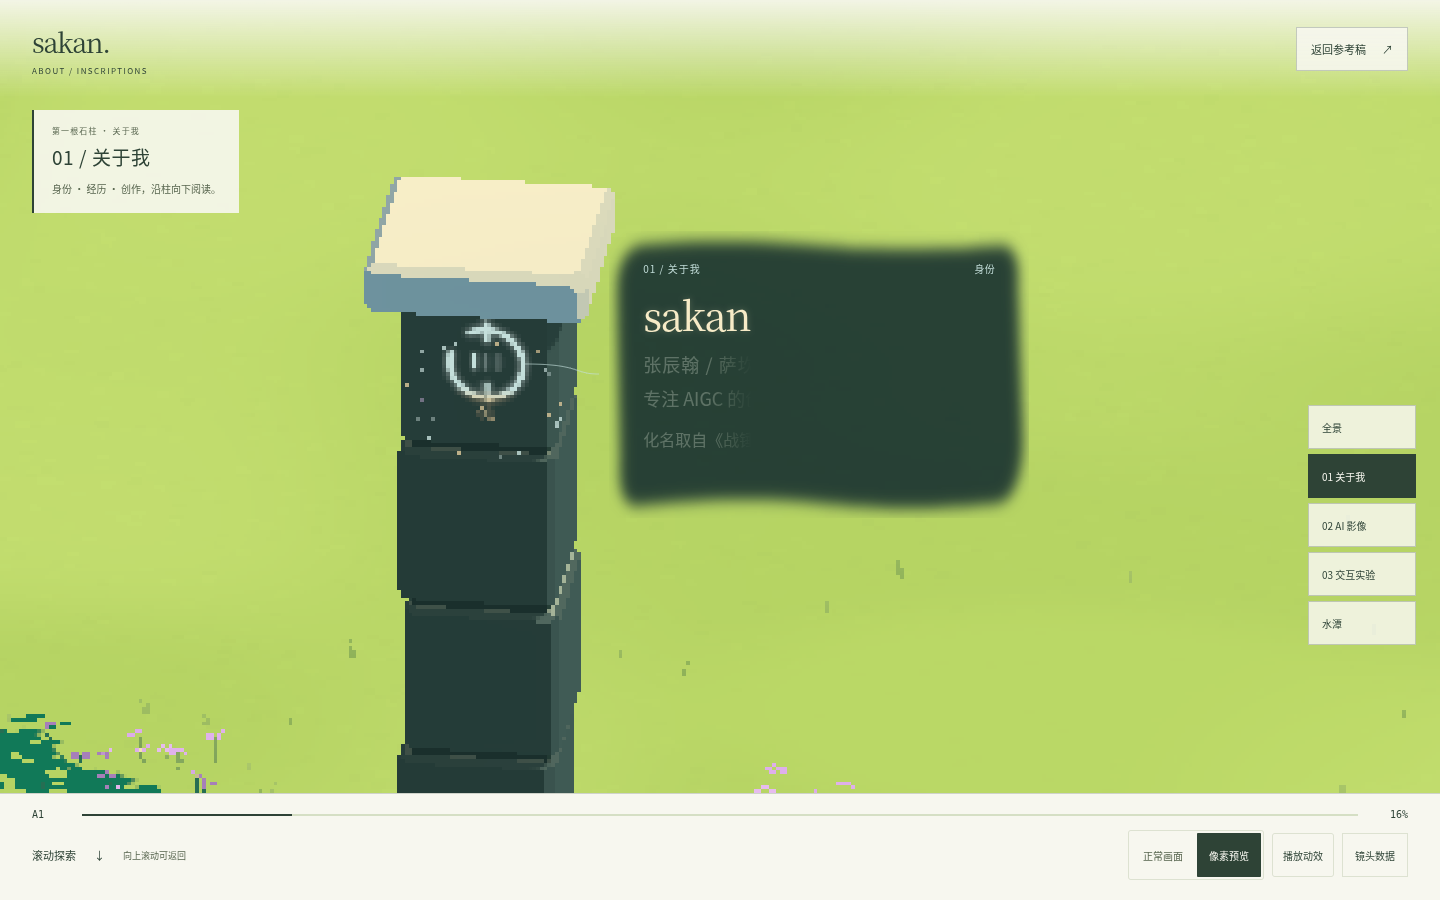 sakan.
ABOUT / INSCRIPTIONS
返回参考稿 ↗
第一根石柱 · 关于我
01 / 关于我
身份 · 经历 · 创作，沿柱向下阅读。
01 / 关于我
身份
sakan
张辰翰 / 萨
专注 AIGC 的
化名取自《战
全景
01 关于我
02 AI 影像
03 交互实验
水潭
A1
16%
滚动探索 ↓ 向上滚动可返回
正常画面
像素预览
播放动效
镜头数据